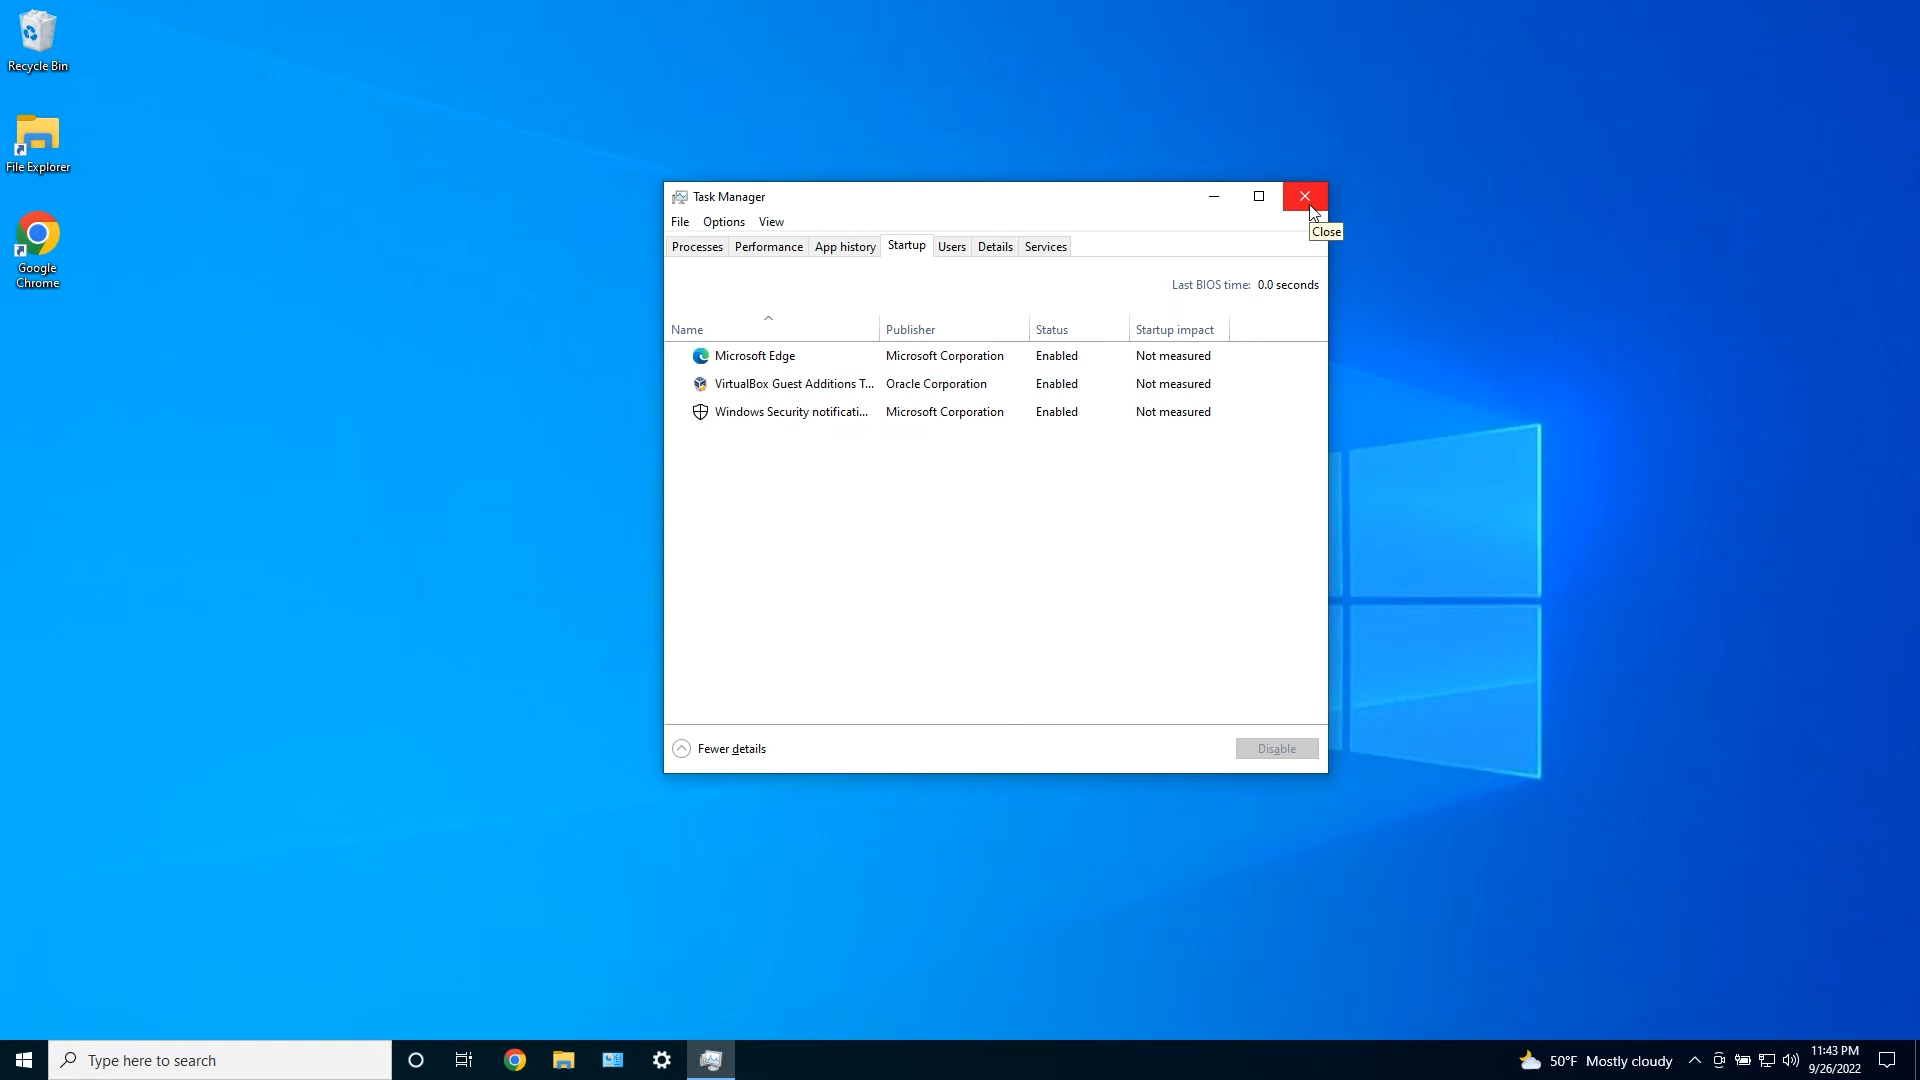 Recycle Bin
File Explorer
Google
Chrome
Task Manager
Close
File Options View
Processes Performance App history Startup Users Details Services
Last BIOS time: 0.0 seconds
Name Publisher Status Startup impact
Microsoft Edge Microsoft Corporation Enabled Not measured
VirtualBox Guest Additions T... Oracle Corporation Enabled Not measured
Windows Security notificati... Microsoft Corporation Enabled Not measured
Fewer details Disable
Type here to search
50°F Mostly cloudy
11:43 PM
9/26/2022